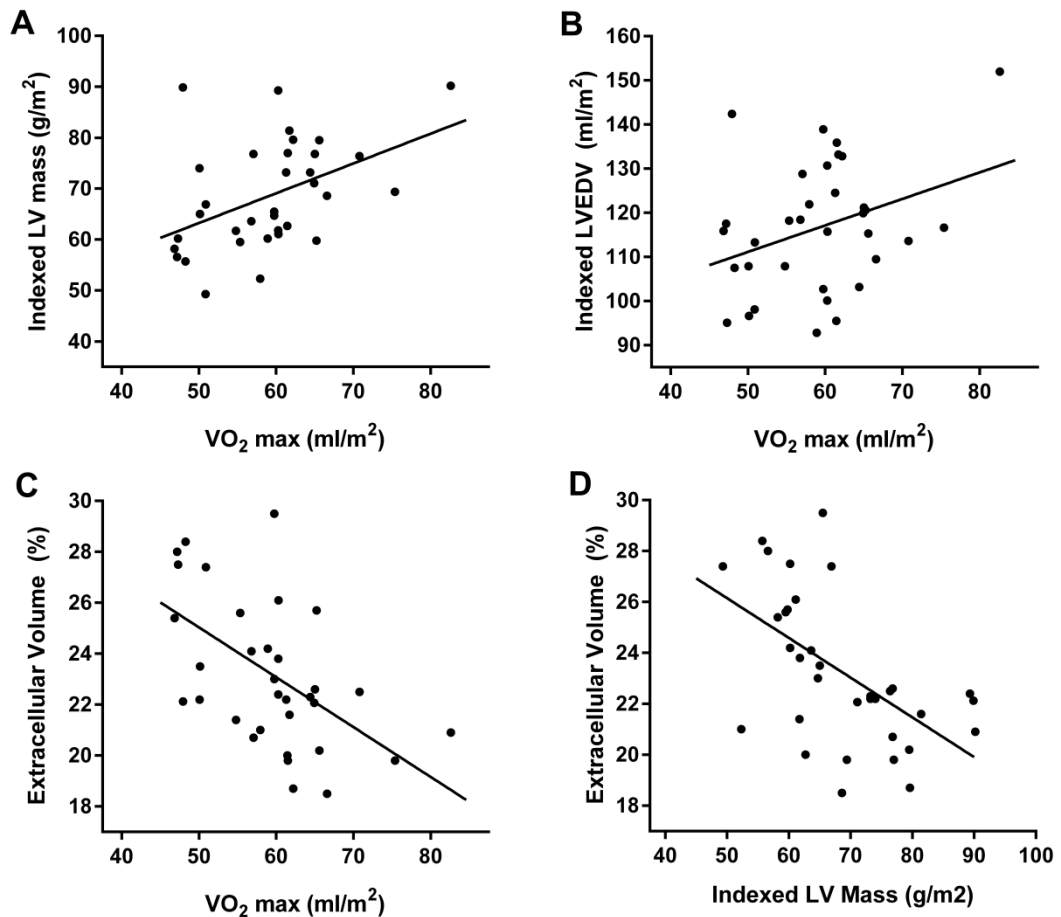 A
Indexed LV mass (g/m²)
100
90
80
70
60
50
40
40 50 60 70 80
VO₂ max (ml/m²)
B
Indexed LVEDV (ml/m²)
160
150
140
130
120
110
100
90
40 50 60 70 80
VO₂ max (ml/m²)
C
Extracellular Volume (%)
30
28
26
24
22
20
18
40 50 60 70 80
VO₂ max (ml/m²)
D
Extracellular Volume (%)
30
28
26
24
22
20
18
40 50 60 70 80 90 100
Indexed LV Mass (g/m2)